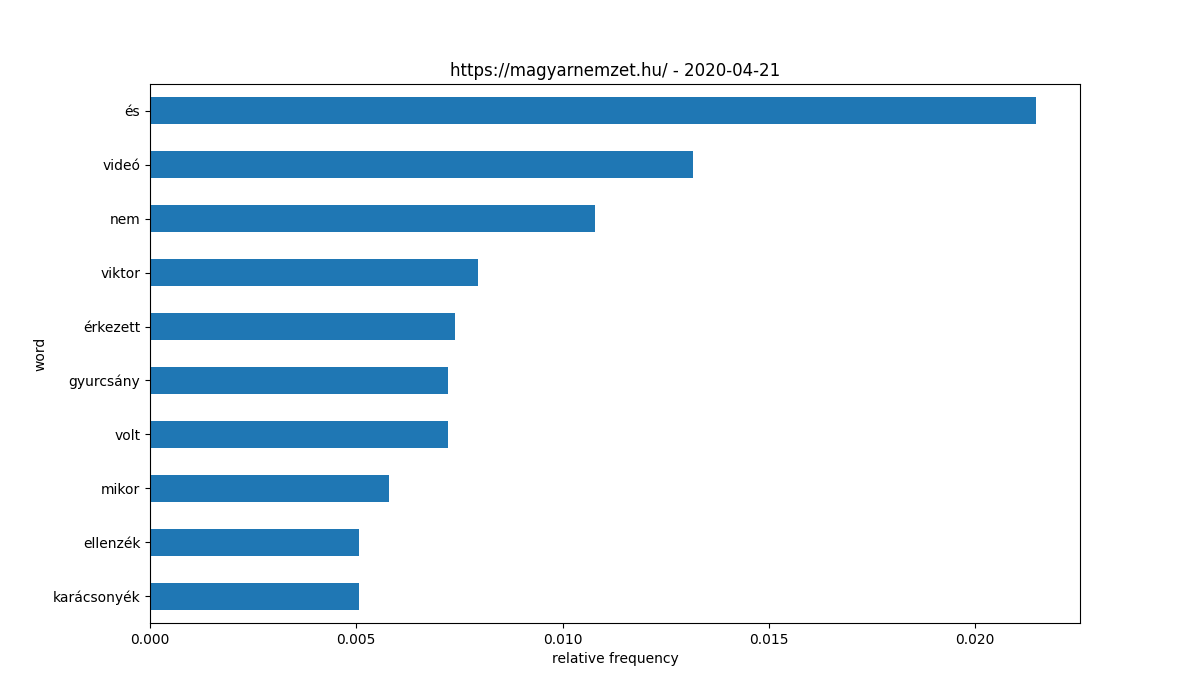 https://magyarnemzet.hu/ - 2020-04-21
és
videó
nem
viktor
érkezett
gyurcsány
volt
mikor
ellenzék
karácsonyék
word
0.000 0.005 0.010 0.015 0.020
relative frequency